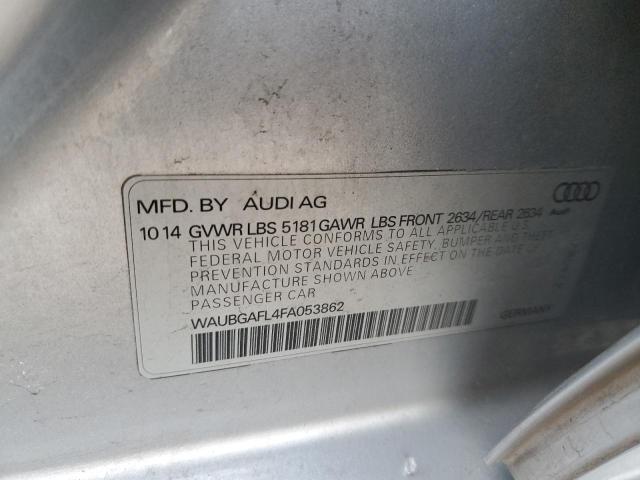 MFD. BY AUDI AG
10 14 GVWR LBS 5181 GAWR LBS FRONT 2634/REAR 2634
Audi
THIS VEHICLE CONFORMS TO ALL APPLICABLE U.S.
FEDERAL MOTOR VEHICLE SAFETY, BUMPER AND THEFT
PREVENTION STANDARDS IN EFFECT ON THE DATE OF
MANUFACTURE SHOWN ABOVE
PASSENGER CAR
WAUBGAFL4FA053862
GERMANY